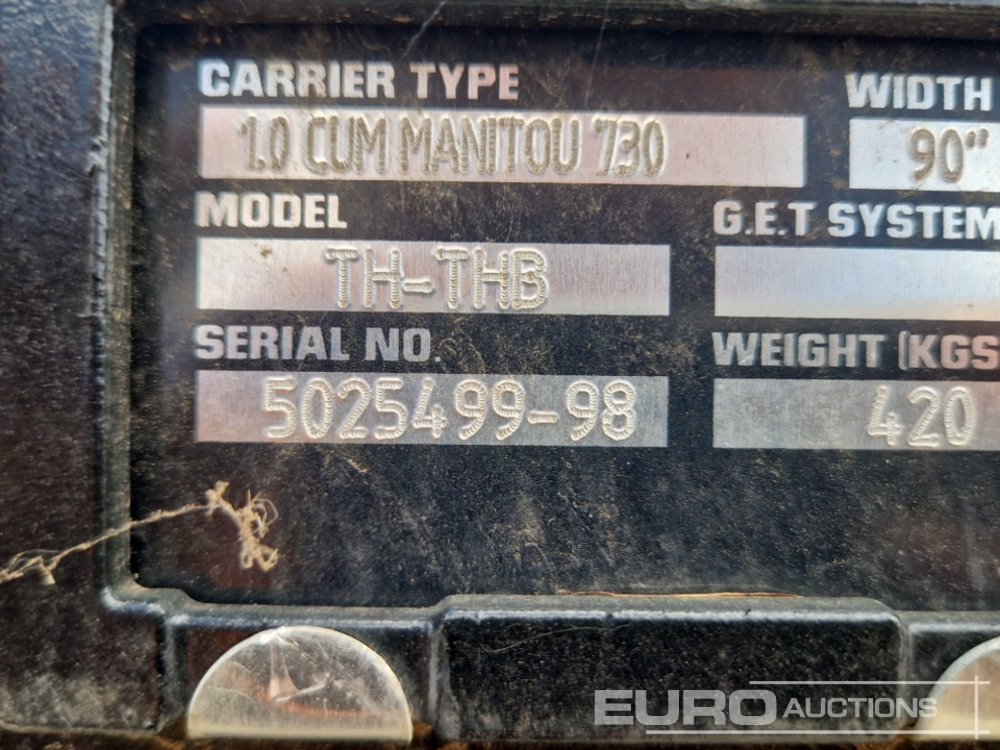 CARRIER TYPE WIDTH
1.0 CUM MANITOU 730 90"
MODEL G.E.T SYSTEM
TH-THB
SERIAL NO. WEIGHT (KGS
5025499-98 420
EURO AUCTIONS